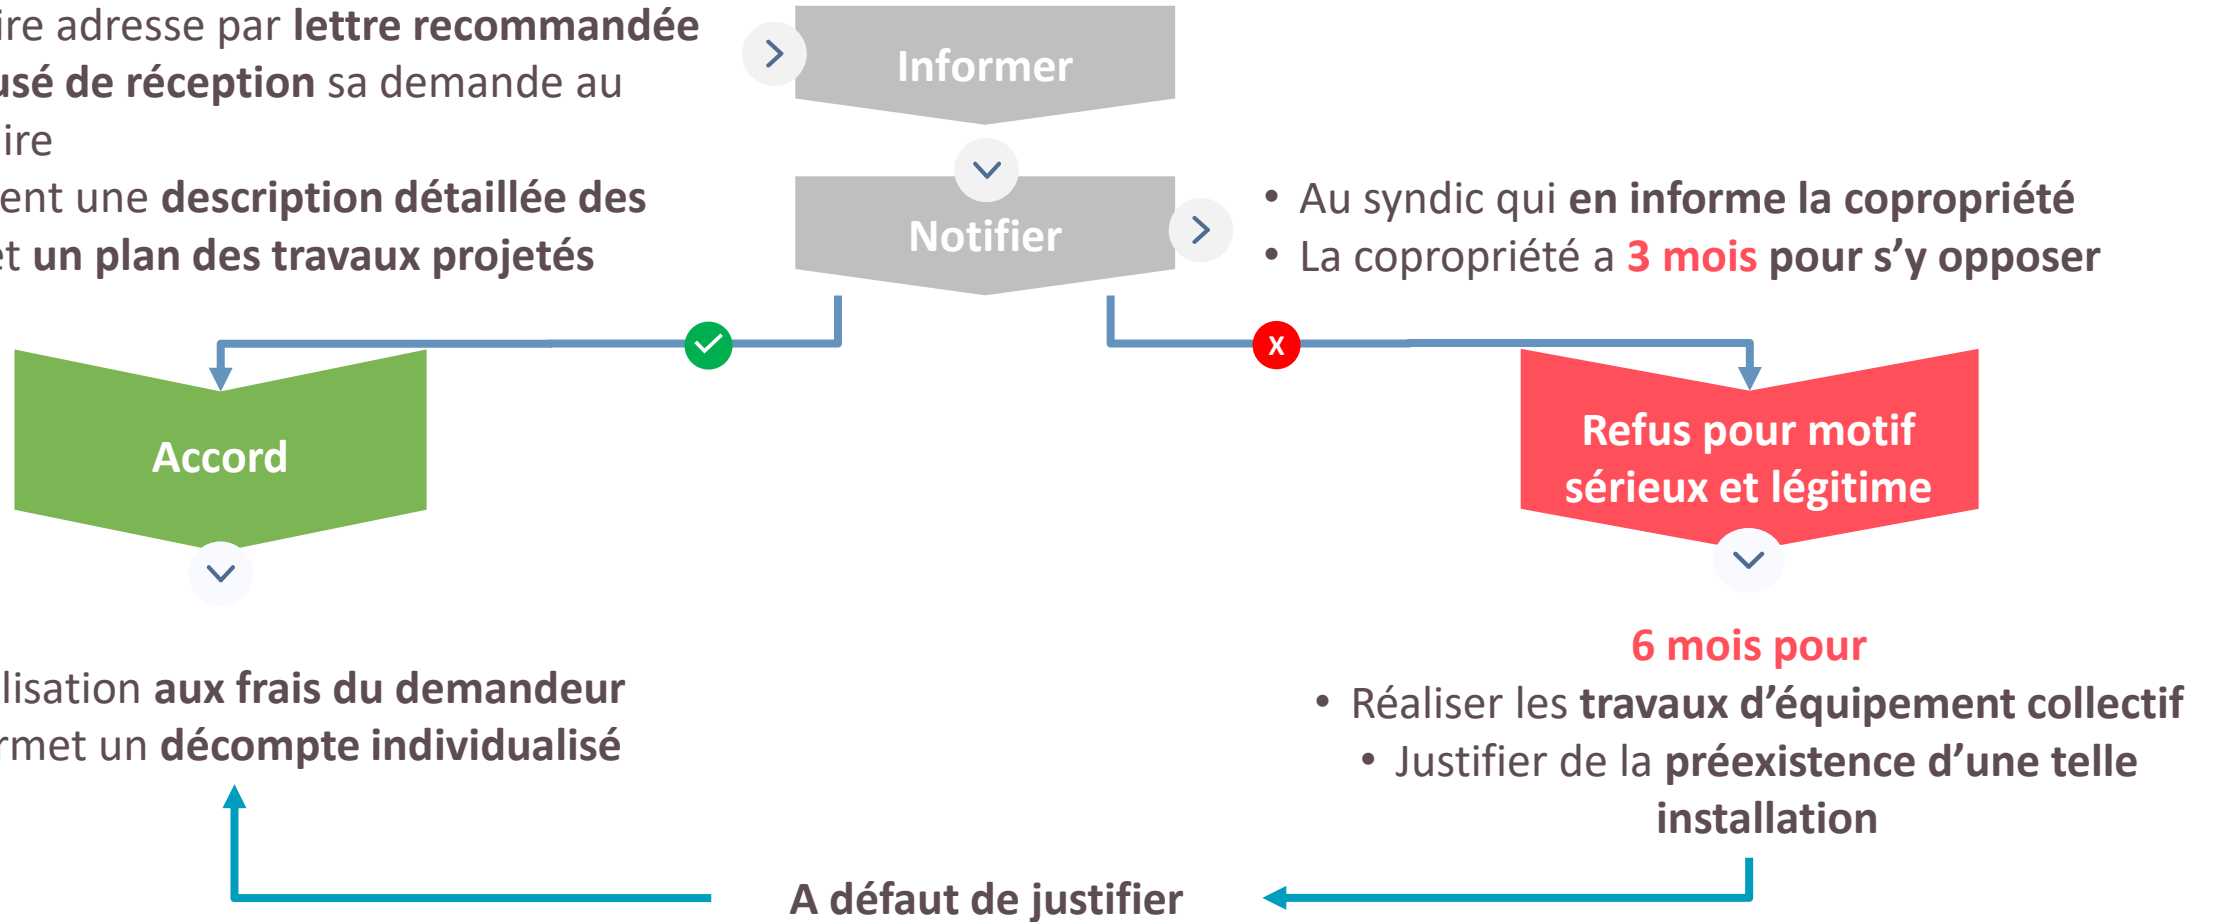 ire adresse par lettre recommandée
usé de réception sa demande au
ire
ent une description détaillée des
et un plan des travaux projetés
Informer
Notifier
• Au syndic qui en informe la copropriété
• La copropriété a 3 mois pour s’y opposer
X
Accord
Refus pour motif
sérieux et légitime
lisation aux frais du demandeur
rmet un décompte individualisé
6 mois pour
• Réaliser les travaux d’équipement collectif
• Justifier de la préexistence d’une telle
installation
A défaut de justifier